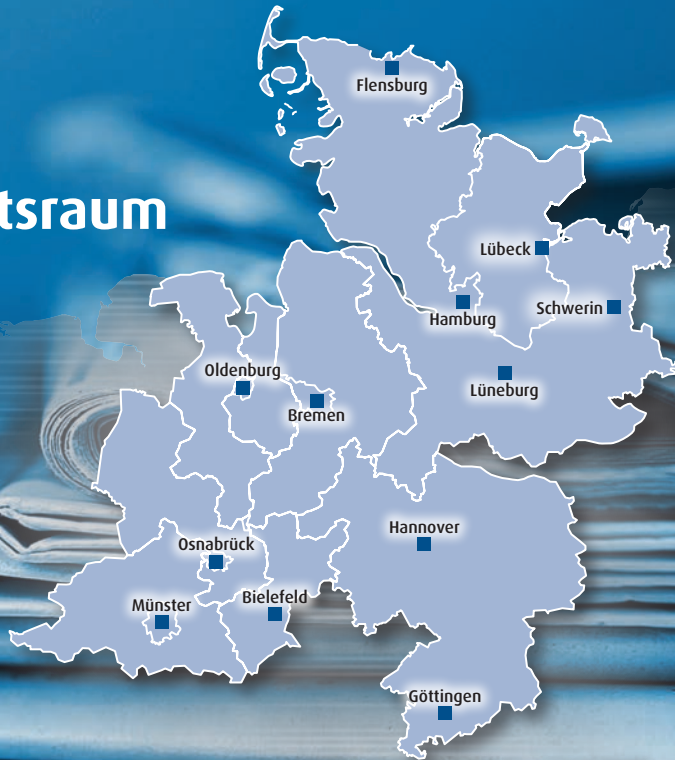 Flensburg
tsraum
Lübeck
Schwerin
Hamburg
Oldenburg
Lüneburg
Bremen
Hannover
Osnabrück
Bielefeld
Münster
Göttingen